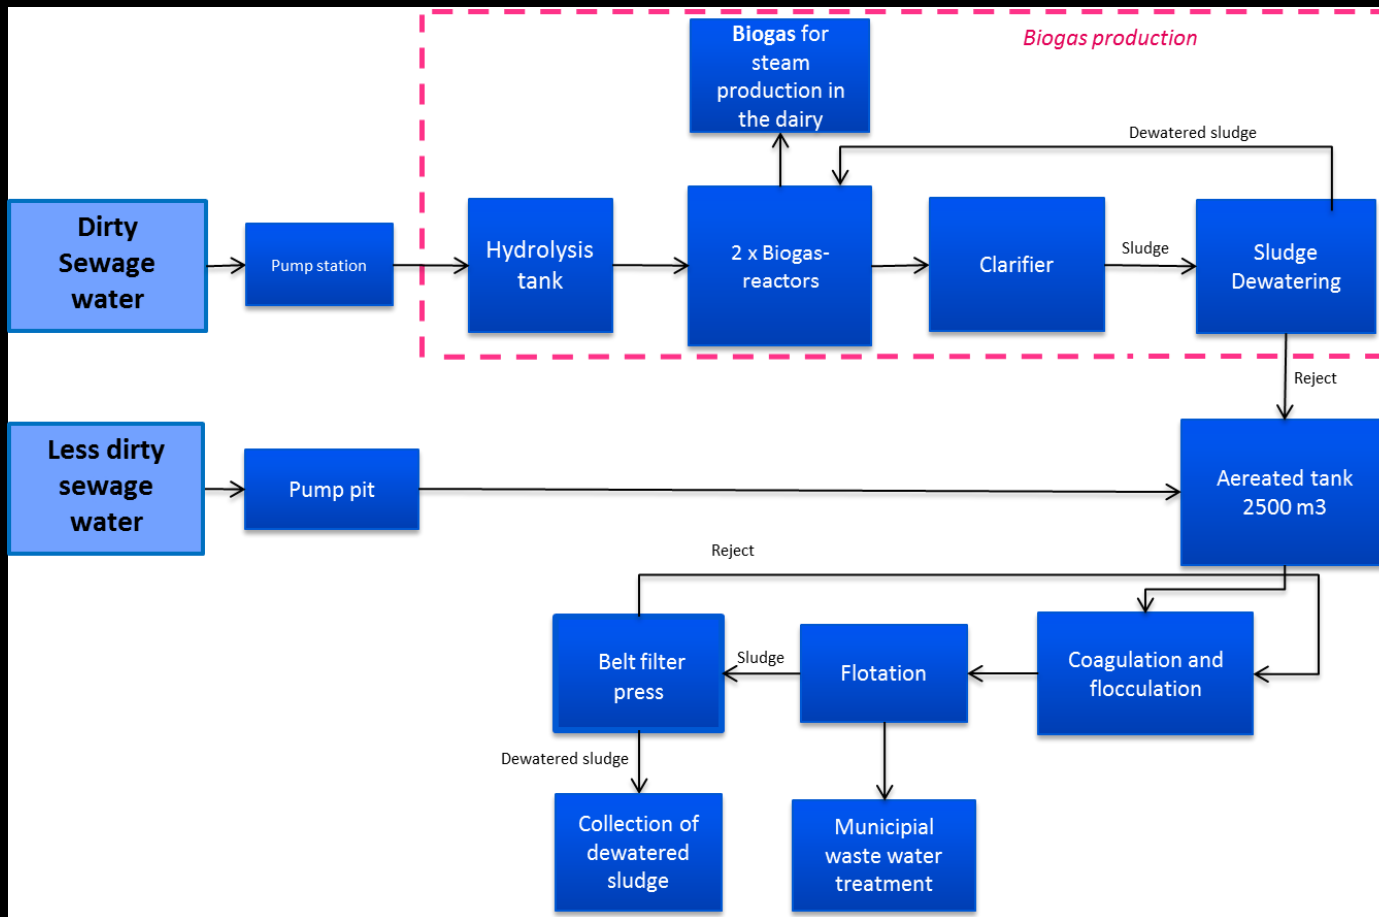 Biogas production
Biogas for
steam
production in
the dairy
Dewatered sludge
Dirty
Sewage
water
Pump station
Hydrolysis
tank
2 x Biogas-
reactors
Clarifier
Sludge
Sludge
Dewatering
Reject
Less dirty
sewage
water
Pump pit
Aereated tank
2500 m3
Reject
Belt filter
press
Sludge
Flotation
Coagulation and
flocculation
Dewatered sludge
Collection of
dewatered
sludge
Municipial
waste water
treatment